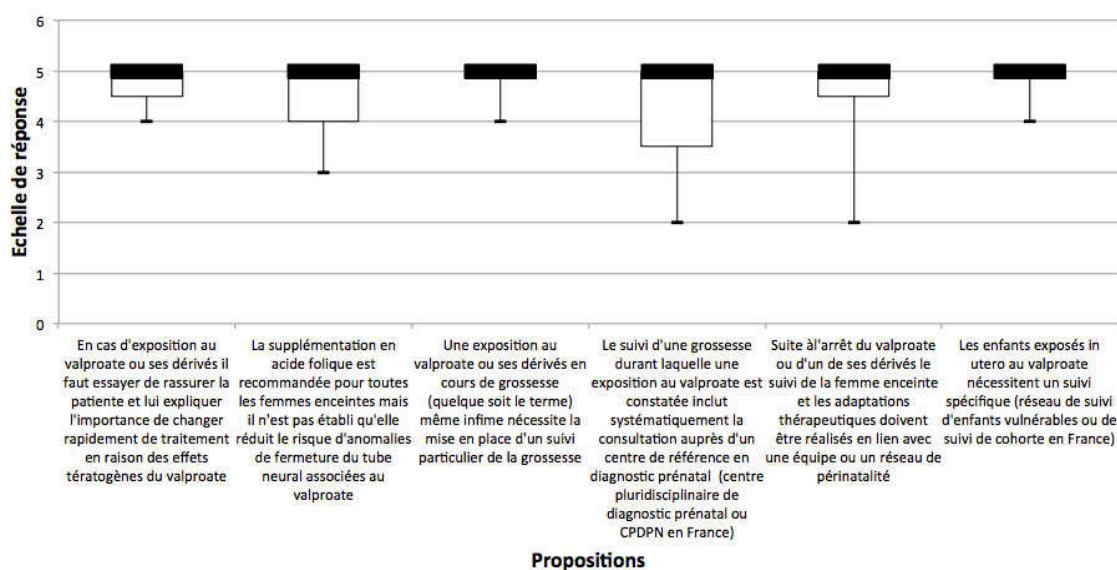 Echelle de réponse
6
5
4
3
2
1
0
En cas d'exposition au
valproate ou ses dérivés il
faut essayer de rassurer la
patiente et lui expliquer
l'importance de changer
rapidement de traitement
en raison des effets
tératogènes du valproate
La supplémentation en
acide folique est
recommandée pour toutes
les femmes enceintes mais
il n'est pas établi qu'elle
réduit le risque d'anomalies
de fermeture du tube
neural associées au
valproate
Une exposition au
valproate ou ses dérivés en
cours de grossesse
(quelque soit le terme)
même infime nécessite la
mise en place d'un suivi
particulier de la grossesse
Le suivi d'une grossesse
durant laquelle une
exposition au valproate est
constatée inclut
systématiquement la
consultation auprès d'un
centre de référence en
diagnostic prénatal (centre
pluridisciplinaire de
diagnostic prénatal ou
CPDPN en France)
Suite àl'arrêt du valproate
ou d'un de ses dérivés le
suivi de la femme enceinte
et les adaptations
thérapeutiques doivent
être réalisés en lien avec
une équipe ou un réseau de
périnatalité
Les enfants exposés in
utero au valproate
nécessitent un suivi
spécifique (réseau de suivi
d'enfants vulnérables ou de
suivi de cohorte en France)
Propositions